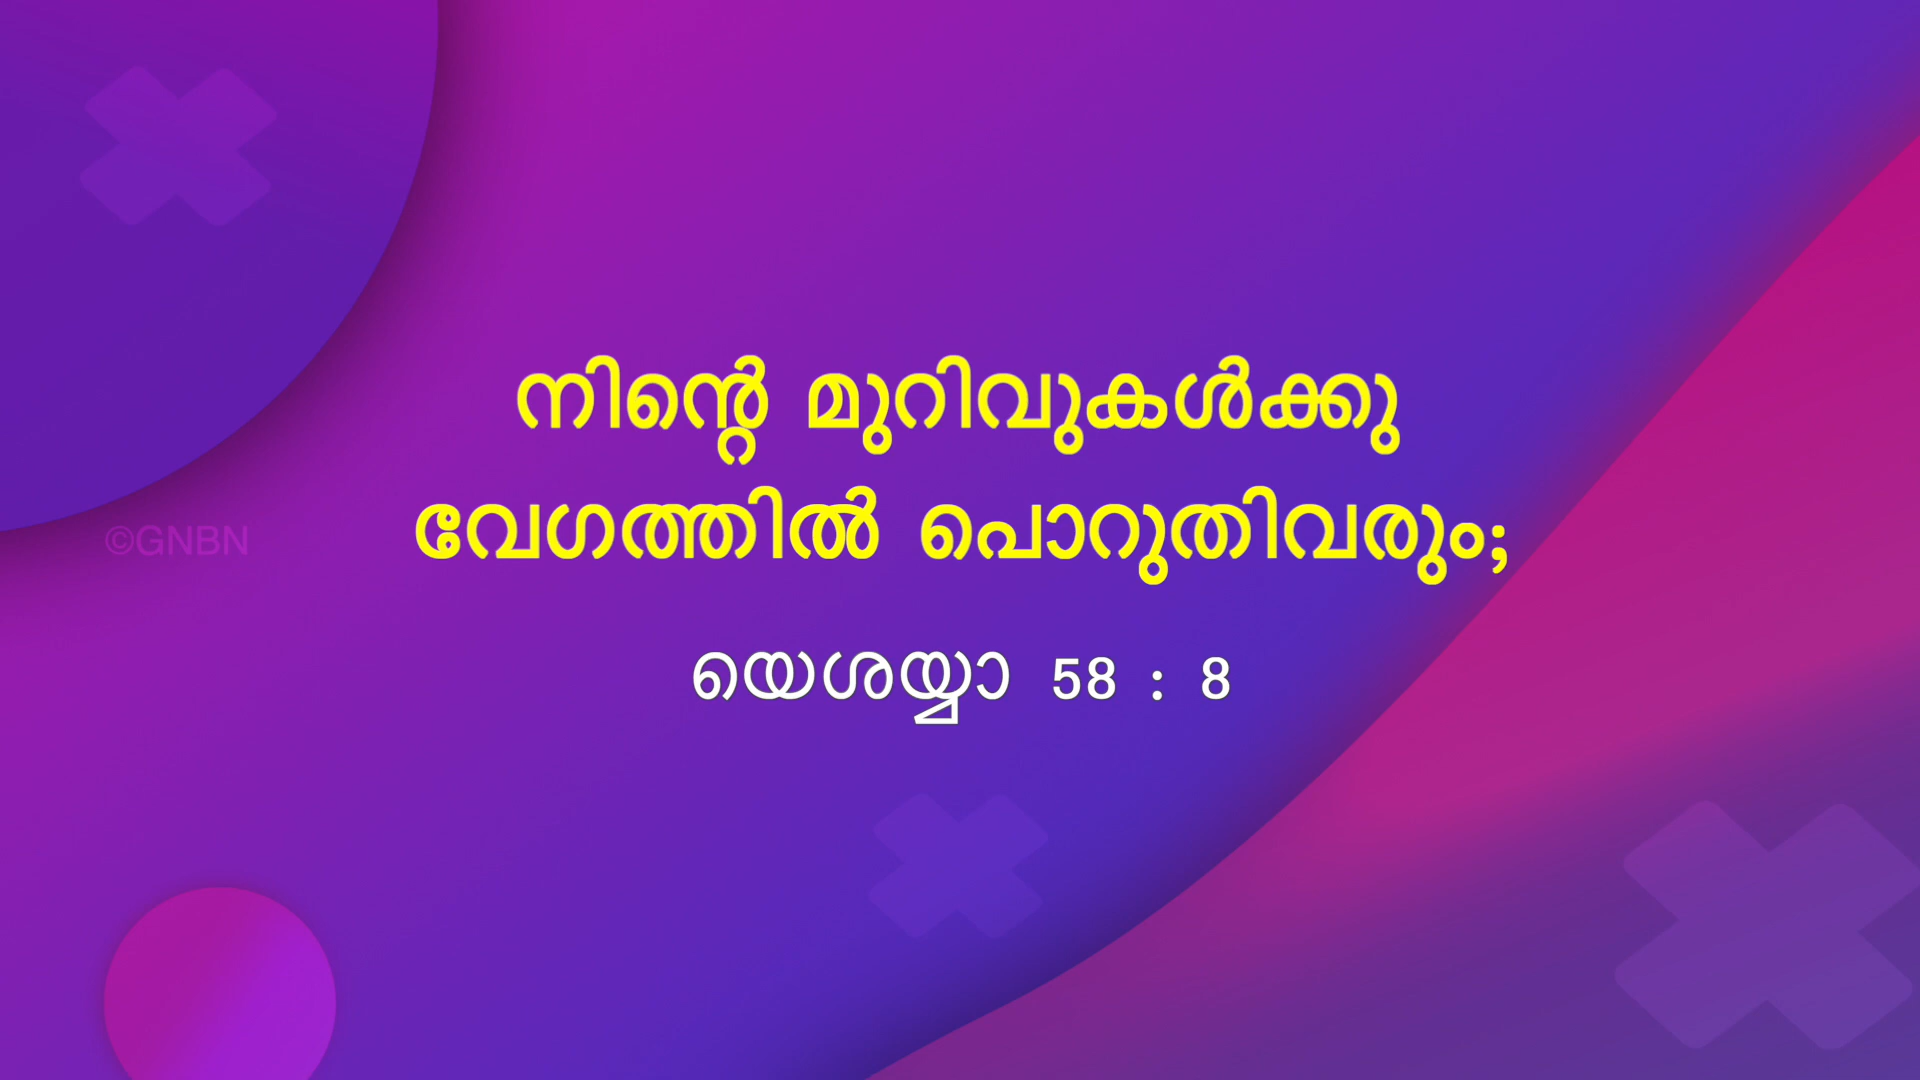 നിന്റെ മുറിവുകൾക്കു
വേഗത്തിൽ പൊറുതിവരും;
©GNBN
യെശയ്യാ 58 : 8